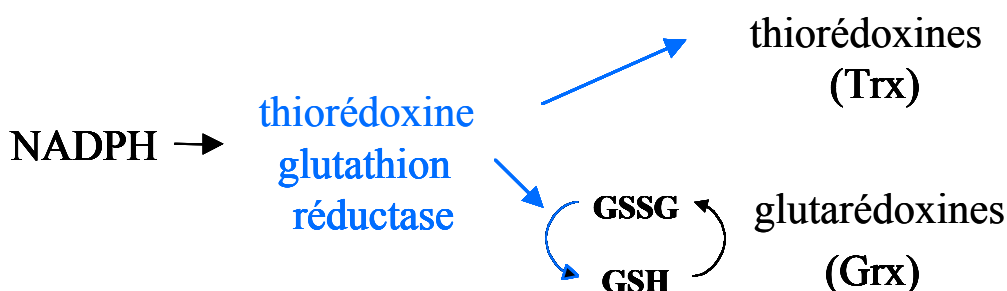 NADPH
thiorédoxine
glutathion
réductase
thiorédoxines
(Trx)
GSSG
GSH
glutarédoxines
(Grx)